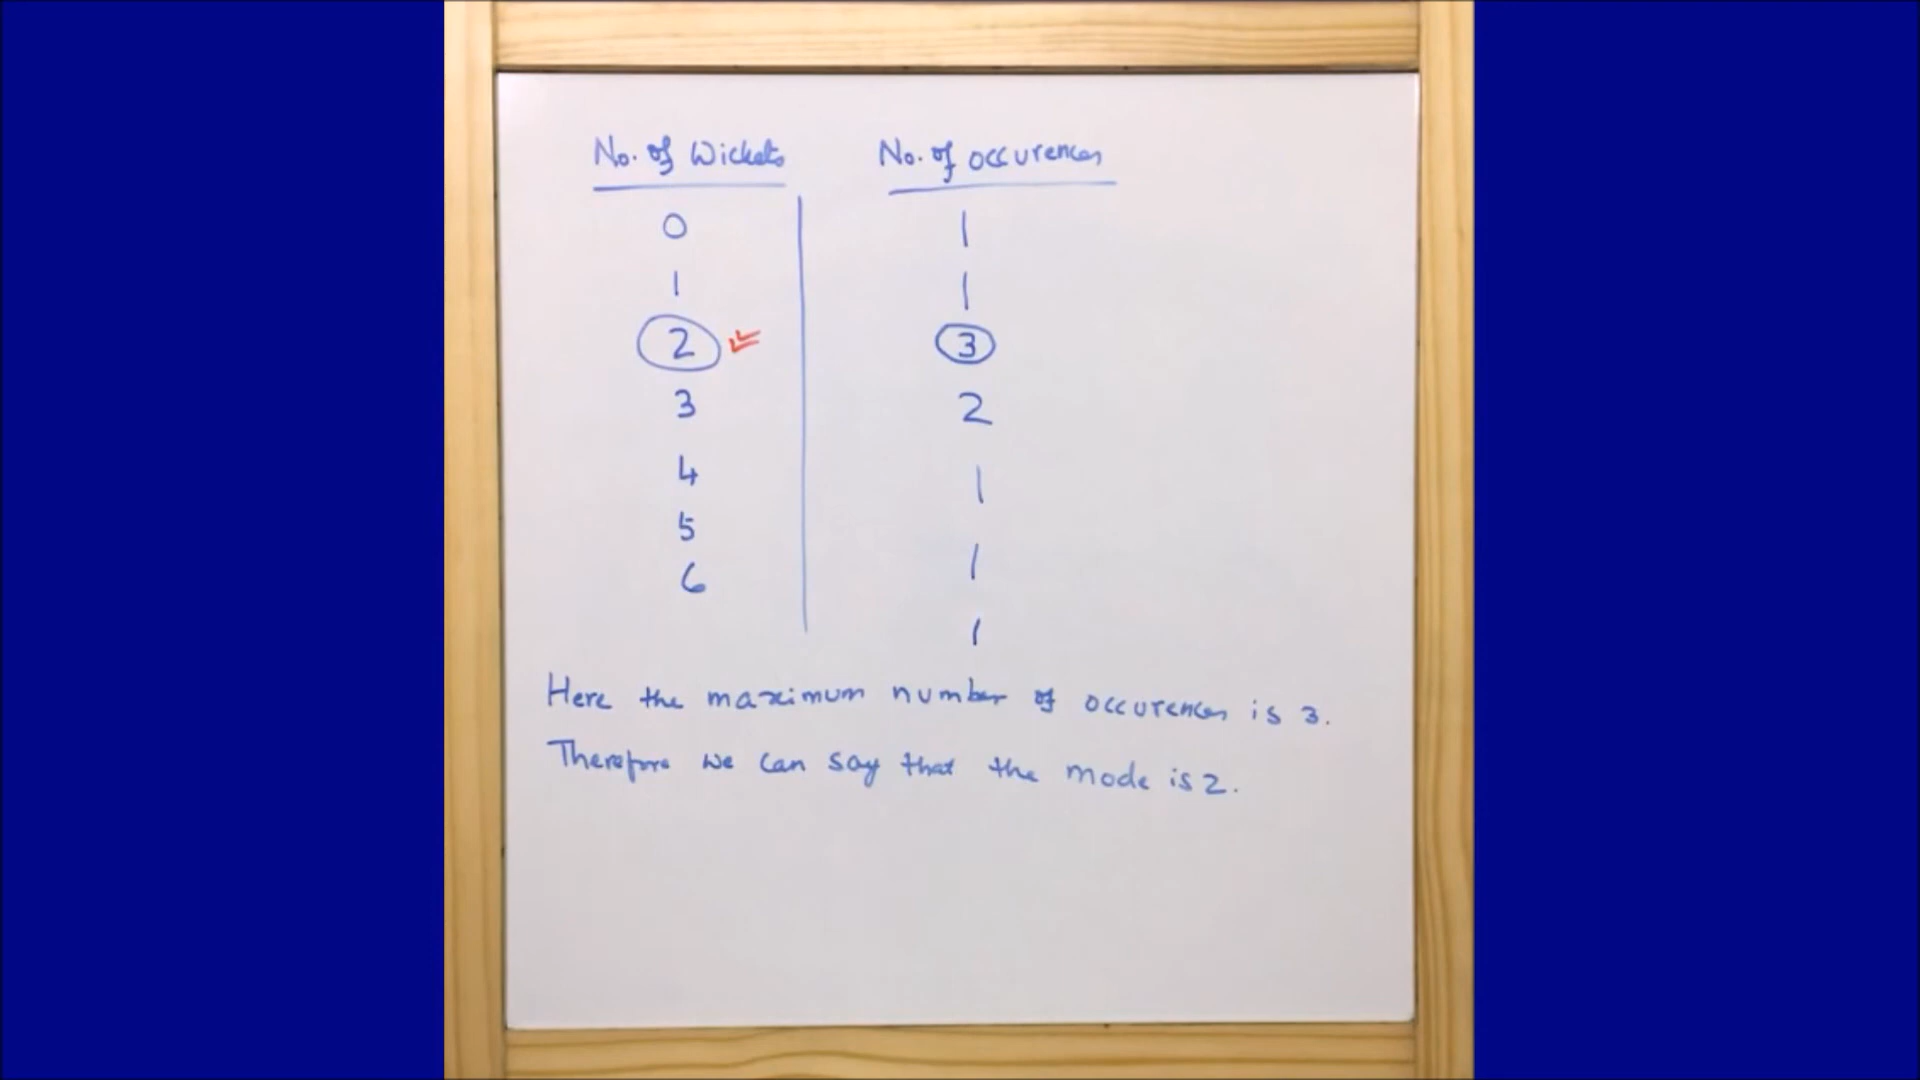 No. of Wickets No. of occurences
0 1
1 1
2 3
3 2
4 1
5 1
6 1
Here the maximum number of occurences is 3.
Therefore we can say that the mode is 2.